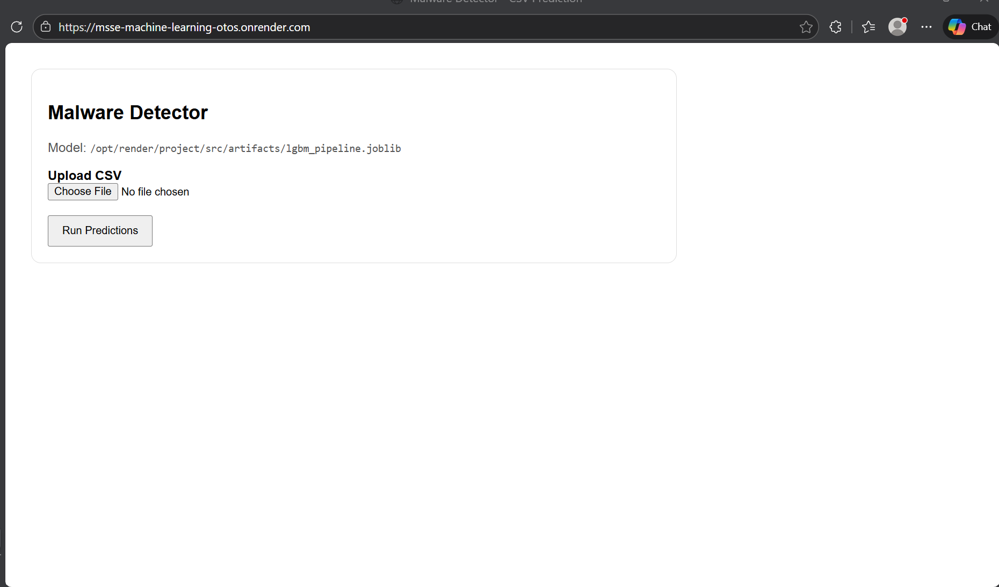 Malware Detector - CSV Prediction
https://msse-machine-learning-otos.onrender.com
Chat
Malware Detector
Model: /opt/render/project/src/artifacts/lgbm_pipeline.joblib
Upload CSV
Choose File No file chosen
Run Predictions